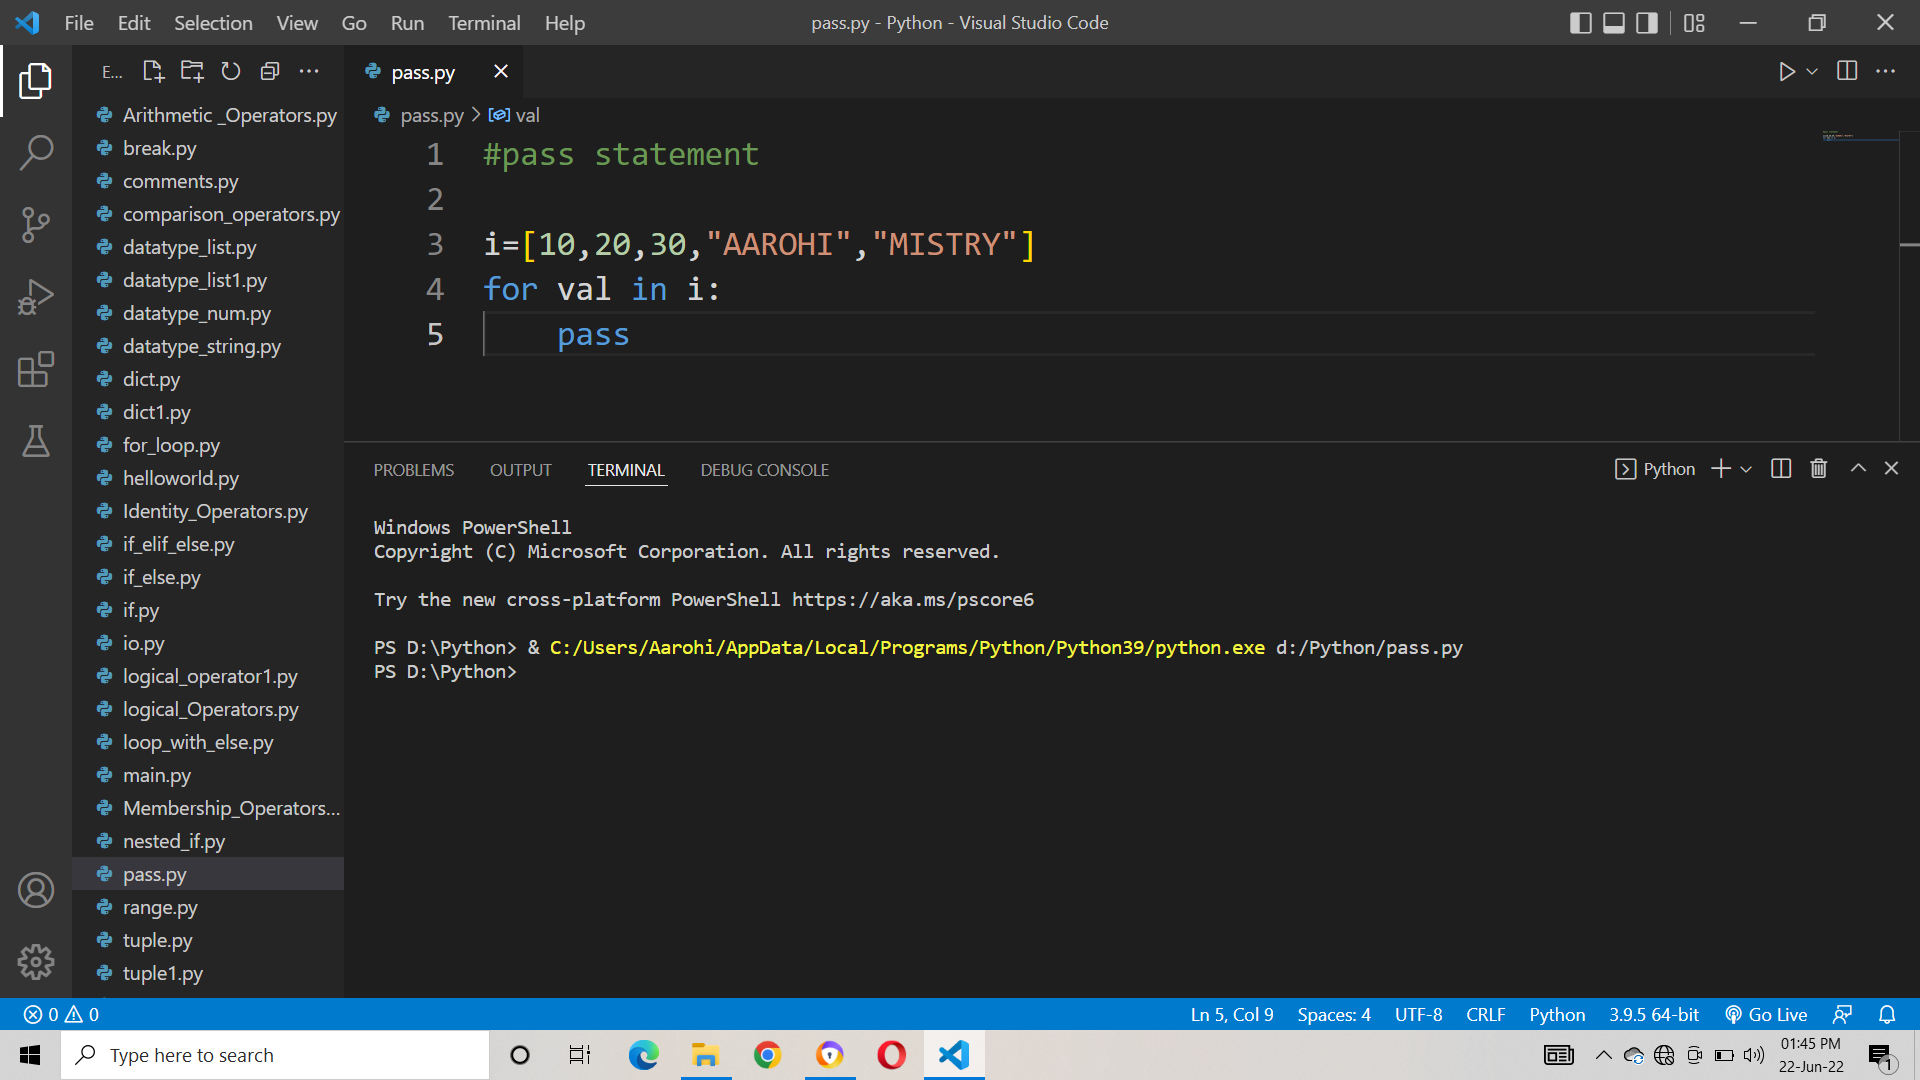 File Edit Selection View Go Run Terminal Help
pass.py - Python - Visual Studio Code
E...
Arithmetic _Operators.py
break.py
comments.py
comparison_operators.py
datatype_list.py
datatype_list1.py
datatype_num.py
datatype_string.py
dict.py
dict1.py
for_loop.py
helloworld.py
Identity_Operators.py
if_elif_else.py
if_else.py
if.py
io.py
logical_operator1.py
logical_Operators.py
loop_with_else.py
main.py
Membership_Operators...
nested_if.py
pass.py
range.py
tuple.py
tuple1.py
pass.py
pass.py > val
1 #pass statement
2
3 i=[10,20,30,"AAROHI","MISTRY"]
4 for val in i:
5 pass
PROBLEMS OUTPUT TERMINAL DEBUG CONSOLE
Python
Windows PowerShell
Copyright (C) Microsoft Corporation. All rights reserved.
Try the new cross-platform PowerShell https://aka.ms/pscore6
PS D:\Python> & C:/Users/Aarohi/AppData/Local/Programs/Python/Python39/python.exe d:/Python/pass.py
PS D:\Python>
0 0
Ln 5, Col 9 Spaces: 4 UTF-8 CRLF Python 3.9.5 64-bit Go Live
Type here to search
01:45 PM
22-Jun-22
1